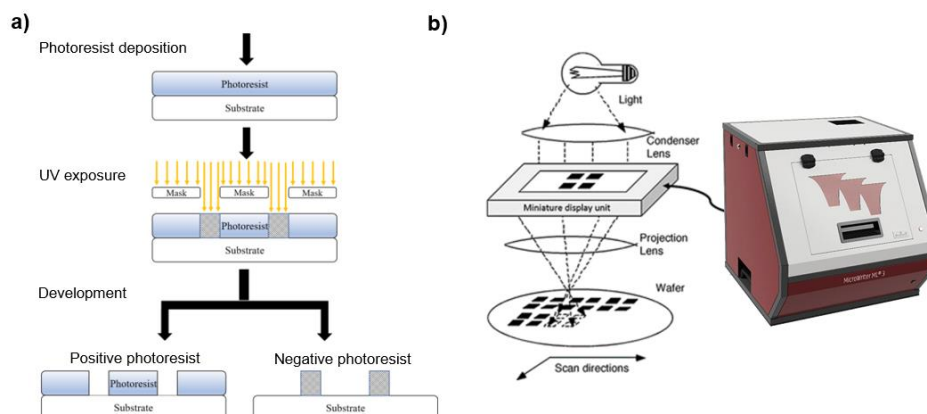 a)
Photoresist deposition
Photoresist
Substrate
UV exposure
Mask
Mask
Mask
Photoresist
Substrate
Development
Positive photoresist
Negative photoresist
Photoresist
Substrate
Substrate
b)
Light
Condenser
Lens
Miniature display unit
Projection
Lens
Wafer
Scan directions